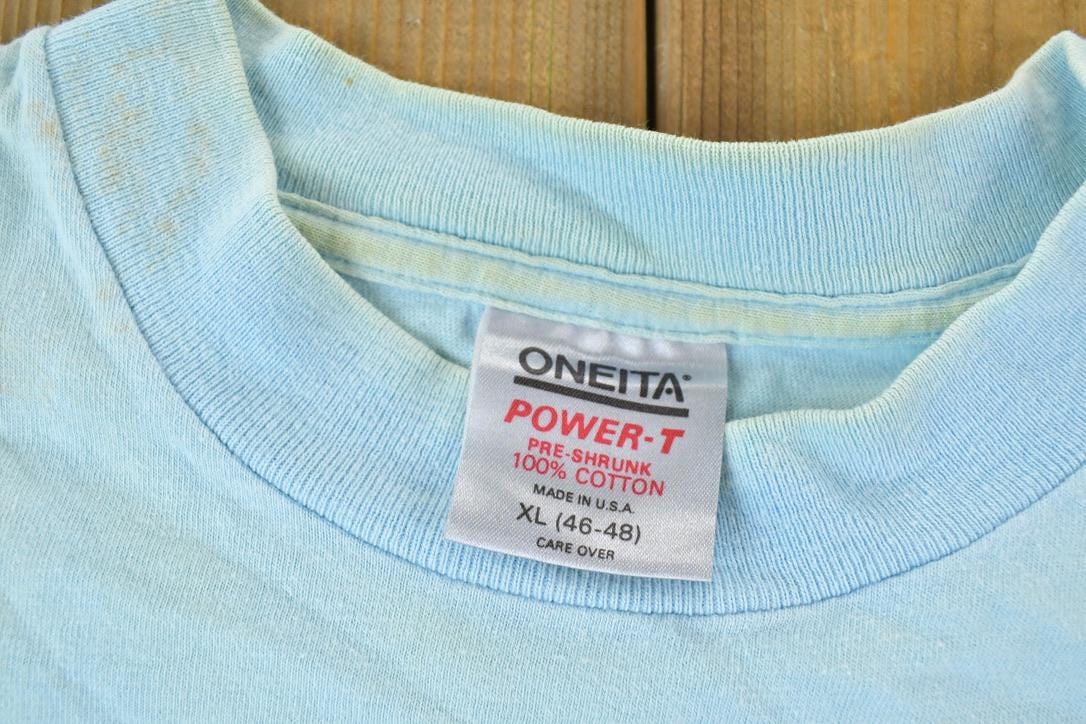 ONEITA®
POWER-T
PRE-SHRUNK
100% COTTON
MADE IN U.S.A.
XL (46-48)
CARE OVER